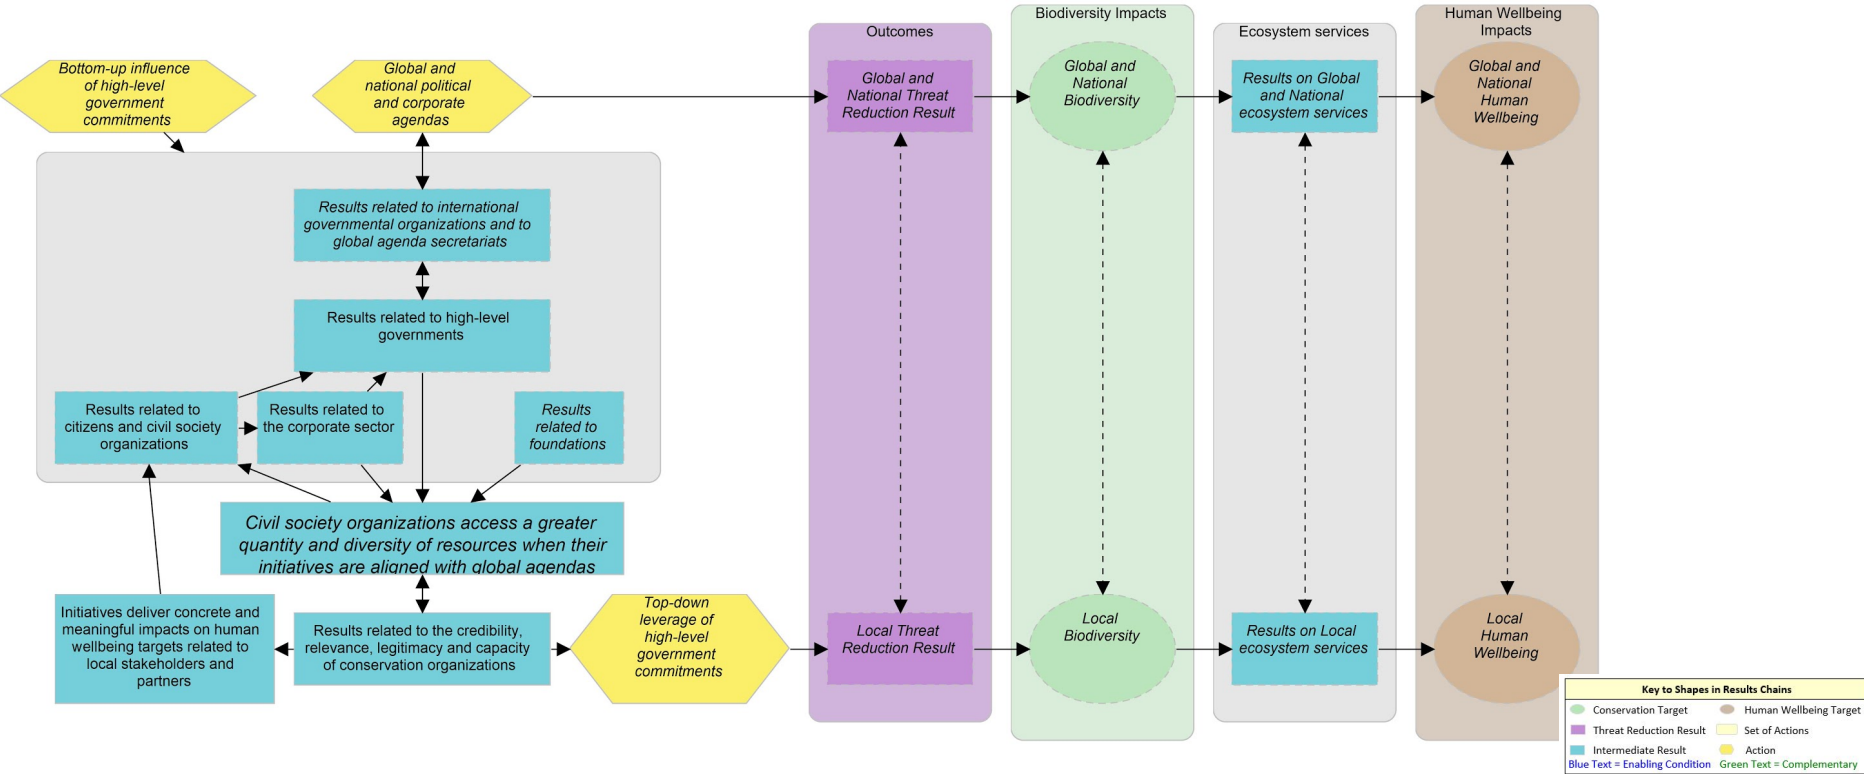 Bottom-up influence
of high-level
government
commitments
Global and
national political
and corporate
agendas
Results related to international
governmental organizations and to
global agenda secretariats
Results related to high-level
governments
Results related to
citizens and civil society
organizations
Results related to
the corporate sector
Results
related to
foundations
Civil society organizations access a greater
quantity and diversity of resources when their
initiatives are aligned with global agendas
Initiatives deliver concrete and
meaningful impacts on human
wellbeing targets related to
local stakeholders and
partners
Results related to the credibility,
relevance, legitimacy and capacity
of conservation organizations
Top-down
leverage of
high-level
government
commitments
Outcomes
Global and
National Threat
Reduction Result
Local Threat
Reduction Result
Biodiversity Impacts
Global and
National
Biodiversity
Local
Biodiversity
Ecosystem services
Results on Global
and National
ecosystem services
Results on Local
ecosystem services
Human Wellbeing
Impacts
Global and
National
Human
Wellbeing
Local
Human
Wellbeing
Key to Shapes in Results Chains
Conservation Target
Human Wellbeing Target
Threat Reduction Result
Set of Actions
Intermediate Result
Action
Blue Text = Enabling Condition
Green Text = Complementary